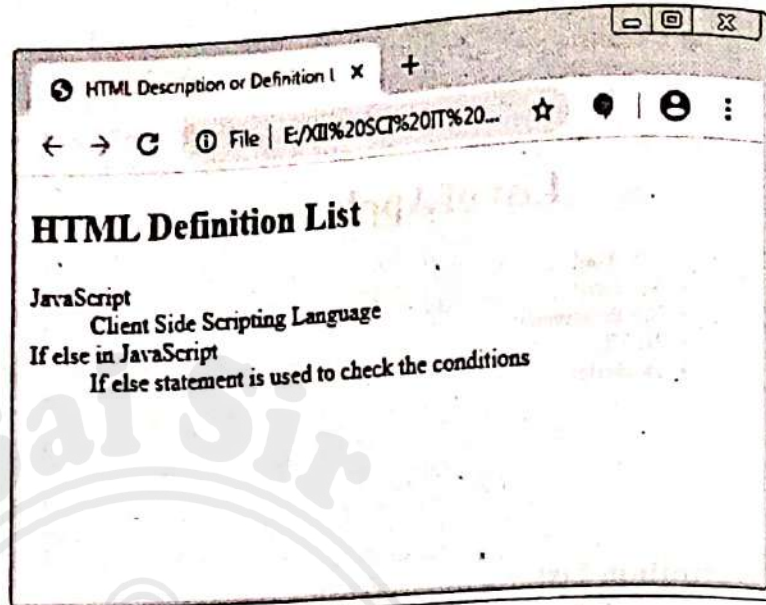 HTML Description or Definition l
File | E:/XII%20SCI%20IT%20...
HTML Definition List
JavaScript
Client Side Scripting Language
If else in JavaScript
If else statement is used to check the conditions
Sir